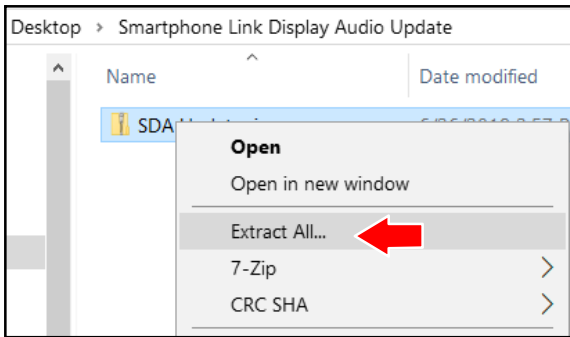 Desktop > Smartphone Link Display Audio Update
Name Date modified
SDA
Open
Open in new window
Extract All...
7-Zip
CRC SHA